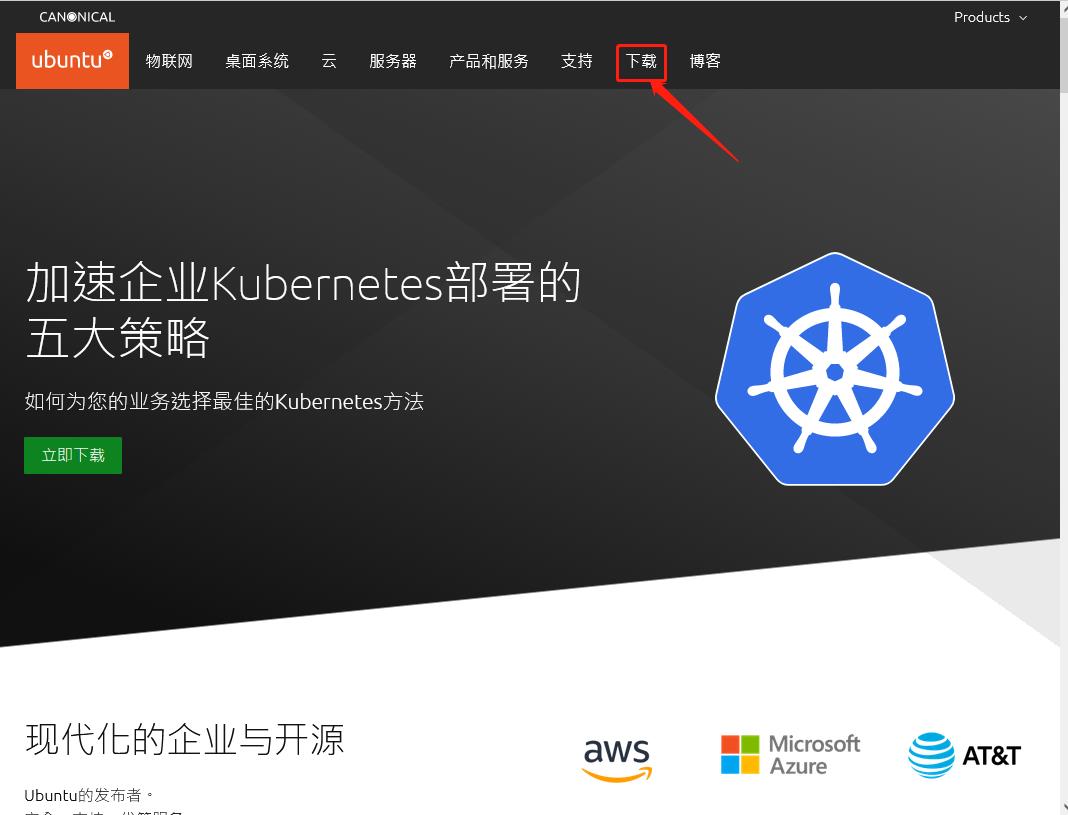 CANONICAL
Products
ubuntu
物联网 桌面系统 云 服务器 产品和服务 支持 下载 博客
加速企业Kubernetes部署的
五大策略
如何为您的业务选择最佳的Kubernetes方法
立即下载
现代化的企业与开源
aws
Microsoft
Azure
AT&T
Ubuntu的发布者。